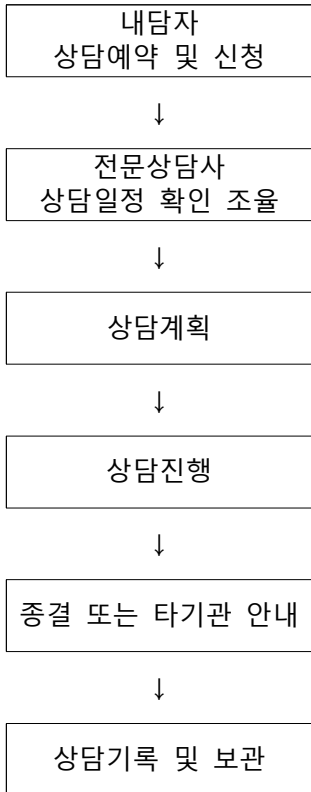 내담자
상담예약 및 신청
↓
전문상담사
상담일정 확인 조율
↓
상담계획
↓
상담진행
↓
종결 또는 타기관 안내
↓
상담기록 및 보관